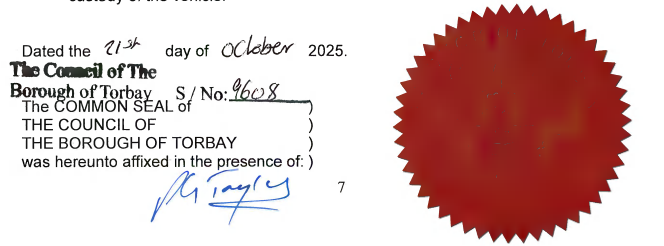 custody of the vehicle.
Dated the 21st day of October 2025.
The Council of The
Borough of Torbay S / No: 9608
The COMMON SEAL of )
THE COUNCIL OF )
THE BOROUGH OF TORBAY )
was hereunto affixed in the presence of: )
7